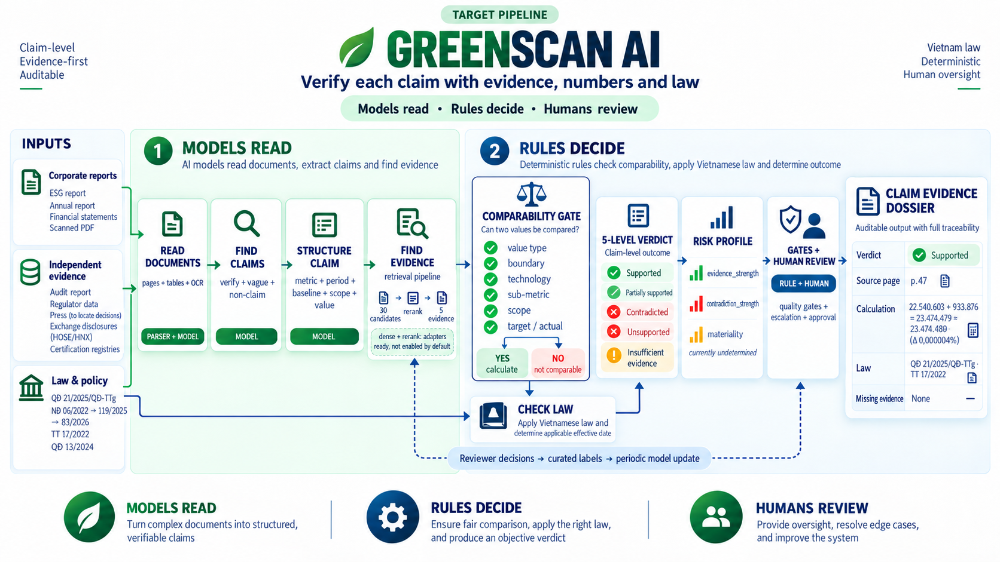 TARGET PIPELINE
GREENSCAN AI
Verify each claim with evidence, numbers and law
Models read • Rules decide • Humans review
Claim-level
Evidence-first
Auditable
Vietnam law
Deterministic
Human oversight
INPUTS
Corporate reports
ESG report
Annual report
Financial statements
Scanned PDF
Independent
evidence
Audit report
Regulator data
Press (to locate decisions)
Exchange disclosures
(HOSE/HNX)
Certification registries
Law & policy
QĐ 21/2025/QĐ-TTg
NĐ 06/2022 → 119/2025
→ 83/2026
TT 17/2022
QĐ 13/2024
1
MODELS READ
AI models read documents, extract claims and find evidence
READ
DOCUMENTS
pages + tables + OCR
PARSER + MODEL
FIND
CLAIMS
verify + vague +
non-claim
MODEL
STRUCTURE
CLAIM
metric + period +
baseline + scope +
value
MODEL
FIND
EVIDENCE
retrieval pipeline
→ →
30 rerank 5
candidates evidence
dense + rerank: adapters
ready, not enabled by default
2
RULES DECIDE
Deterministic rules check comparability, apply Vietnamese law and determine outcome
COMPARABILITY GATE
Can two values be compared?
value type
boundary
technology
sub-metric
scope
target / actual
YES
calculate
NO
not comparable
CHECK LAW
Apply Vietnamese law and
determine applicable effective date
5-LEVEL VERDICT
Claim-level outcome
Supported
Partially supported
Contradicted
Unsupported
Insufficient
evidence
RISK PROFILE
evidence_strength
contradiction_strength
materiality
currently undetermined
GATES +
HUMAN REVIEW
RULE + HUMAN
quality gates +
escalation + approval
CLAIM EVIDENCE
DOSSIER
Auditable output with full traceability
Verdict Supported
Source page p.47
Calculation 22.540.603 + 933.876
= 23.474.479 ≈
23.474.480
(Δ 0,000004%)
Law QĐ 21/2025/QĐ-TTg ·
TT 17/2022
Missing evidence None —
Reviewer decisions → curated labels → periodic model update
MODELS READ
Turn complex documents into structured,
verifiable claims
RULES DECIDE
Ensure fair comparison, apply the right law,
and produce an objective verdict
HUMANS REVIEW
Provide oversight, resolve edge cases,
and improve the system